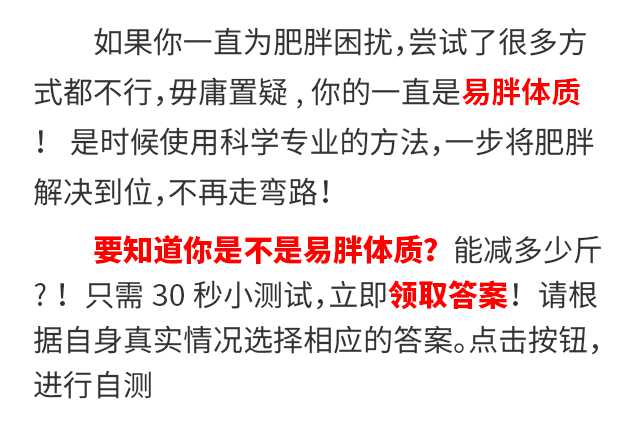 如果你一直为肥胖困扰，尝试了很多方
式都不行，毋庸置疑 , 你的一直是易胖体质
！ 是时候使用科学专业的方法，一步将肥胖
解决到位，不再走弯路！
要知道你是不是易胖体质？能减多少斤
?！只需 30 秒小测试，立即领取答案！请根
据自身真实情况选择相应的答案。点击按钮，
进行自测